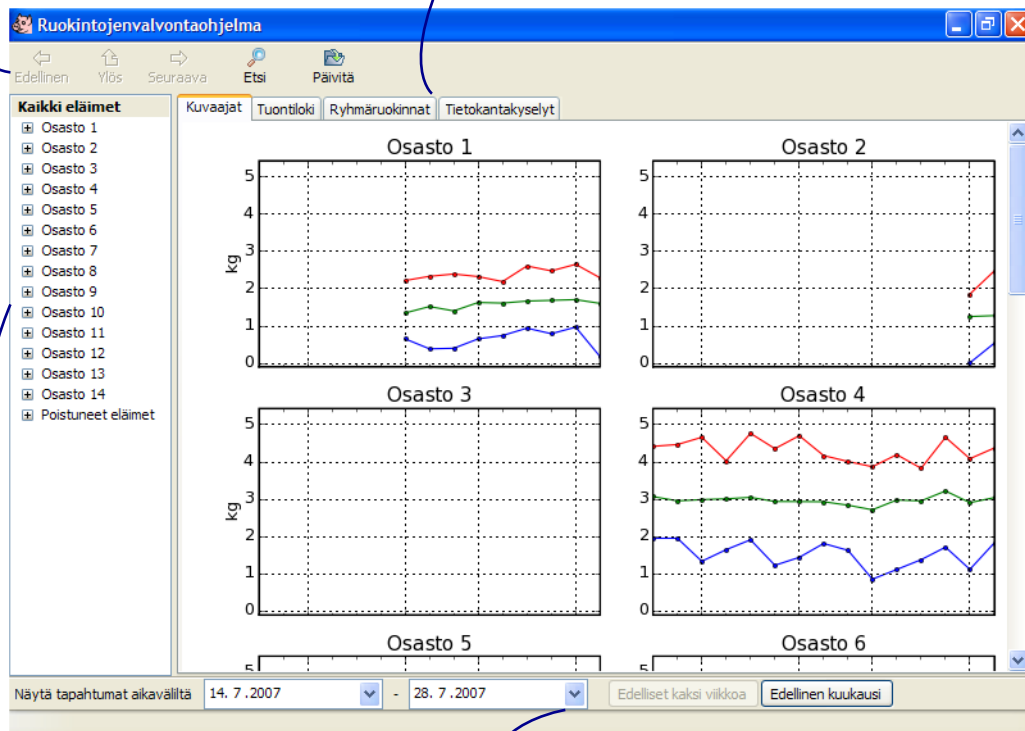 Ruokintojenvalvontaohjelma
Edellinen Ylös Seuraava Etsi Päivitä
Kaikki eläimet
Osasto 1
Osasto 2
Osasto 3
Osasto 4
Osasto 5
Osasto 6
Osasto 7
Osasto 8
Osasto 9
Osasto 10
Osasto 11
Osasto 12
Osasto 13
Osasto 14
Poistuneet eläimet
Kuvaajat Tuontiloki Ryhmäruokinnat Tietokantakyselyt
Osasto 1
5
4
3
2
1
0
kg
Osasto 2
5
4
3
2
1
0
Osasto 3
5
4
3
2
1
0
kg
Osasto 4
5
4
3
2
1
0
Osasto 5
5
Osasto 6
5
Näytä tapahtumat aikaväliltä 14. 7.2007 - 28. 7.2007 Edelliset kaksi viikkoa Edellinen kuukausi